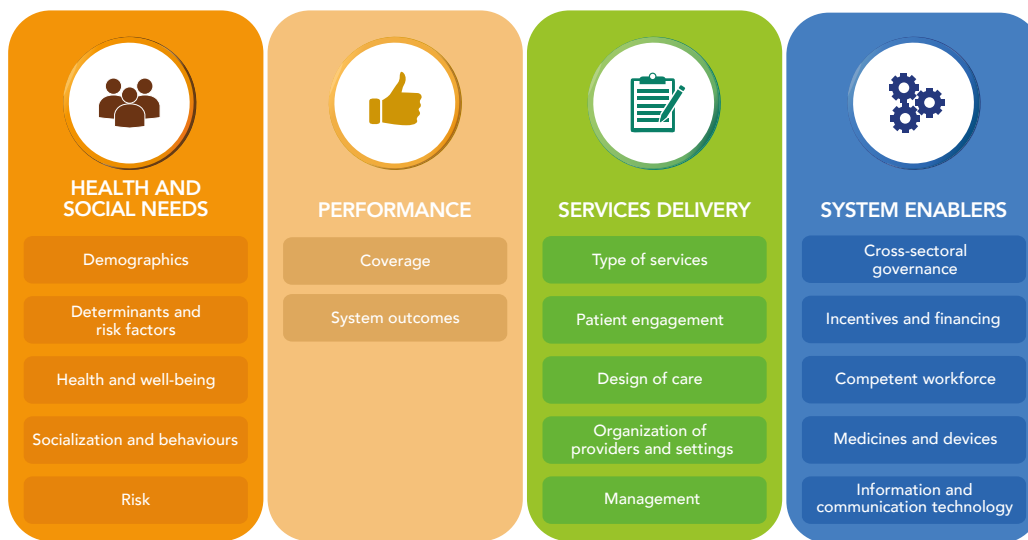 HEALTH AND
SOCIAL NEEDS
Demographics
Determinants and
risk factors
Health and well-being
Socialization and behaviours
Risk
PERFORMANCE
Coverage
System outcomes
SERVICES DELIVERY
Type of services
Patient engagement
Design of care
Organization of
providers and settings
Management
SYSTEM ENABLERS
Cross-sectoral
governance
Incentives and financing
Competent workforce
Medicines and devices
Information and
communication technology